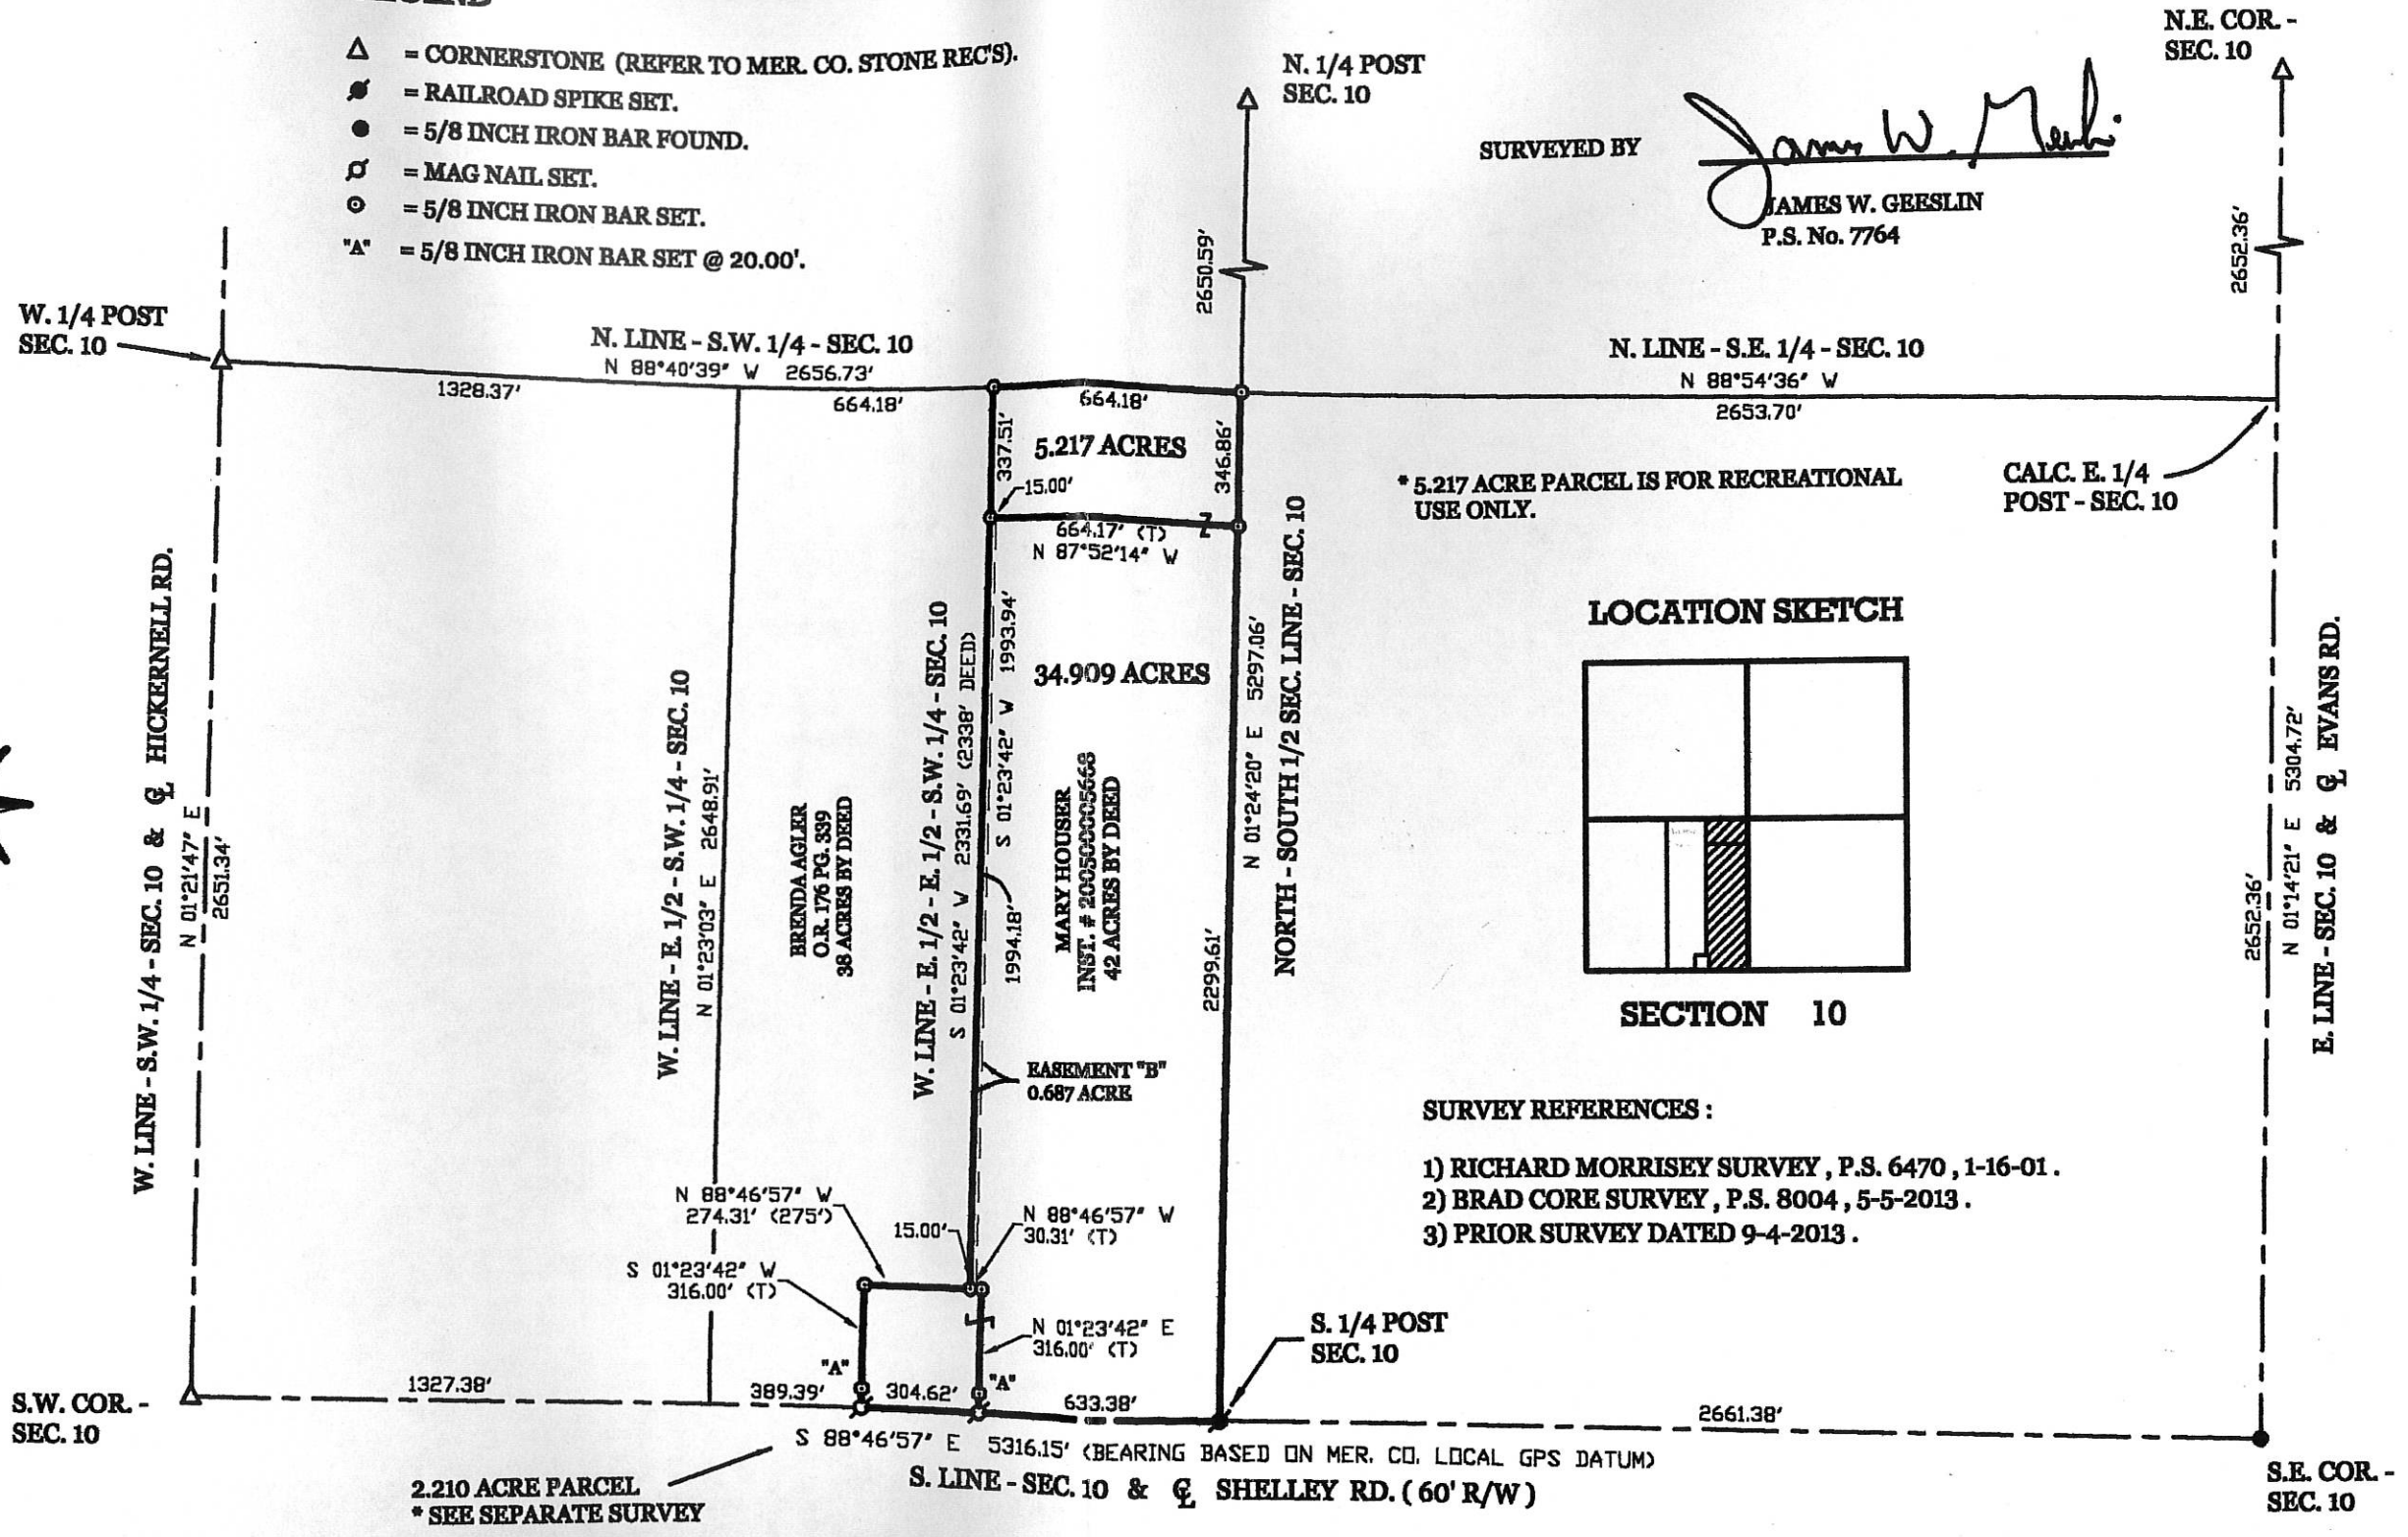 △ = CORNERSTONE (REFER TO MER. CO. STONE REC'S).
= RAILROAD SPIKE SET.
● = 5/8 INCH IRON BAR FOUND.
= MAG NAIL SET.
⊙ = 5/8 INCH IRON BAR SET.
"A" = 5/8 INCH IRON BAR SET @ 20.00'.
N. 1/4 POST
SEC. 10
N.E. COR. -
SEC. 10
SURVEYED BY
JAMES W. GEESLIN
P.S. No. 7764
2650.59'
2652.36'
W. 1/4 POST
SEC. 10
N. LINE - S.W. 1/4 - SEC. 10
N 88°40'39" W 2656.73'
1328.37'
664.18'
664.18'
N. LINE - S.E. 1/4 - SEC. 10
N 88°54'36" W
2653.70'
337.51'
5.217 ACRES
346.86'
15.00'
664.17' (T)
N 87°52'14" W
* 5.217 ACRE PARCEL IS FOR RECREATIONAL
USE ONLY.
CALC. E. 1/4
POST - SEC. 10
W. LINE - S.W. 1/4 - SEC. 10 & ℄ HICKERNELL RD.
N 01°21'47" E
2651.34'
W. LINE - E. 1/2 - S.W. 1/4 - SEC. 10
N 01°23'03" E 2648.91'
BRENDA AGLER
O.R. 176 PG. 339
38 ACRES BY DEED
W. LINE - E. 1/2 - E. 1/2 - S.W. 1/4 - SEC. 10
S 01°23'42" W 2331.69' (2338' DEED)
S 01°23'42" W 1993.94'
1994.18'
34.909 ACRES
MARY HOUSER
INST. # 200500005668
42 ACRES BY DEED
2299.61'
N 01°24'20" E 5297.06'
NORTH - SOUTH 1/2 SEC. LINE - SEC. 10
LOCATION SKETCH
SECTION 10
2652.36'
N 01°14'21" E 5304.72'
E. LINE - SEC. 10 & ℄ EVANS RD.
EASEMENT "B"
0.687 ACRE
SURVEY REFERENCES :
1) RICHARD MORRISEY SURVEY , P.S. 6470 , 1-16-01 .
2) BRAD CORE SURVEY , P.S. 8004 , 5-5-2013 .
3) PRIOR SURVEY DATED 9-4-2013 .
N 88°46'57" W
274.31' (275')
15.00'
N 88°46'57" W
30.31' (T)
S 01°23'42" W
316.00' (T)
N 01°23'42" E
316.00' (T)
S. 1/4 POST
SEC. 10
"A"
"A"
S.W. COR. -
SEC. 10
1327.38'
389.39'
304.62'
633.38'
2661.38'
S 88°46'57" E 5316.15' (BEARING BASED ON MER. CO. LOCAL GPS DATUM)
S. LINE - SEC. 10 & ℄ SHELLEY RD. ( 60' R/W )
2.210 ACRE PARCEL
* SEE SEPARATE SURVEY
S.E. COR. -
SEC. 10